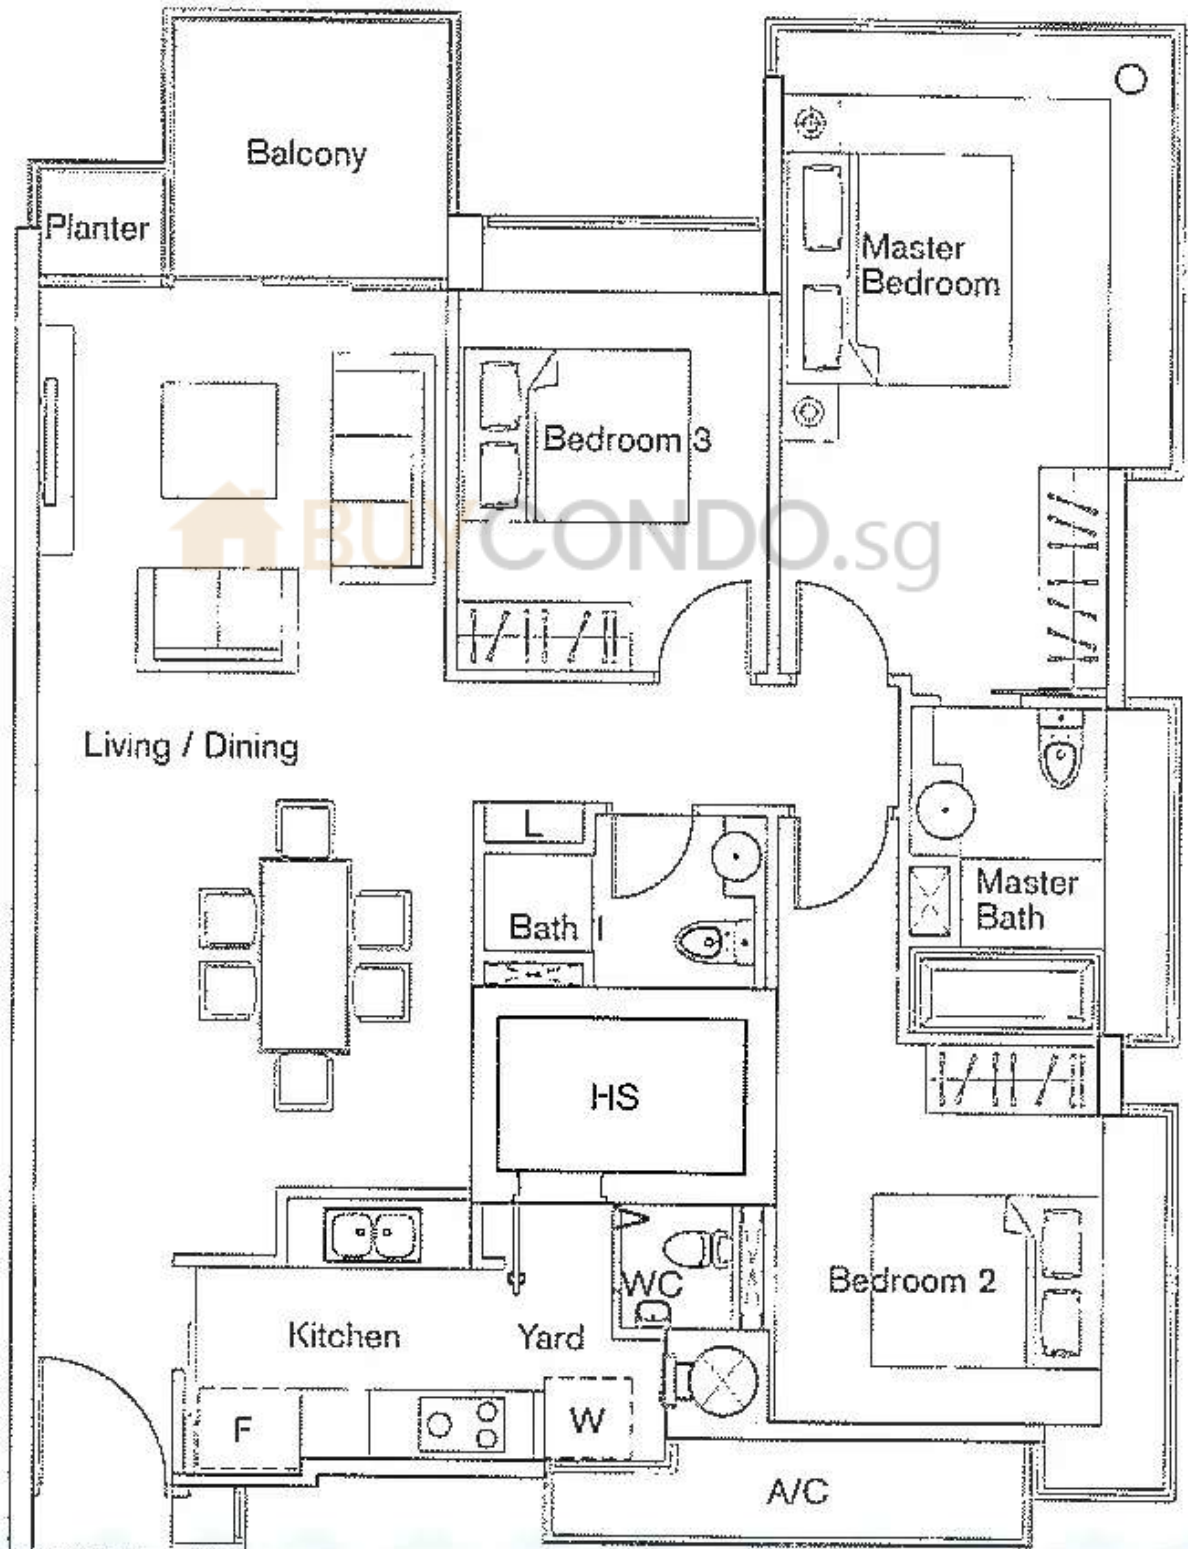 Balcony
Planter
Master
Bedroom
Bedroom 3
BUYCONDO.sg
Living / Dining
L
Bath 1
Master
Bath
HS
WC
Bedroom 2
Kitchen
Yard
F
W
A/C